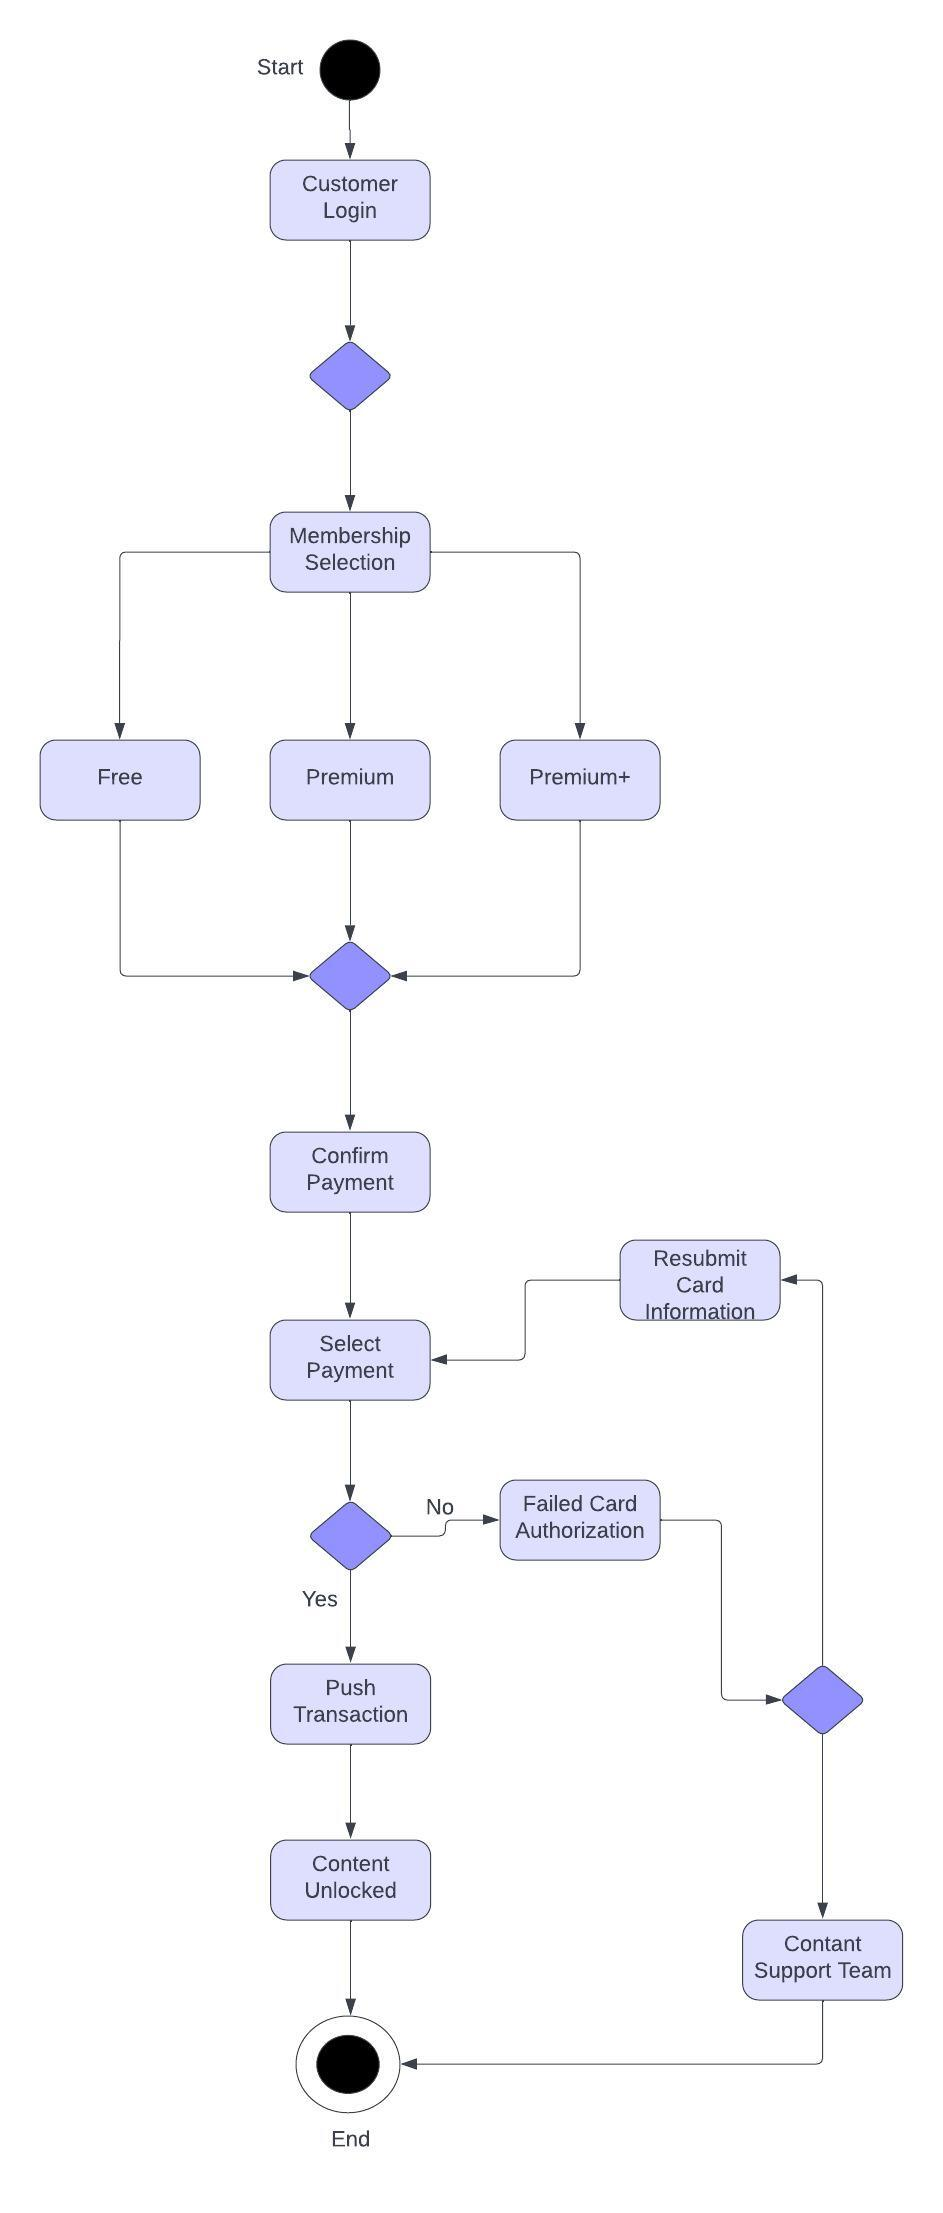 Start
Customer
Login
Membership
Selection
Free
Premium
Premium+
Confirm
Payment
Resubmit
Card
Information
Select
Payment
No
Failed Card
Authorization
Yes
Push
Transaction
Content
Unlocked
Contant
Support Team
End